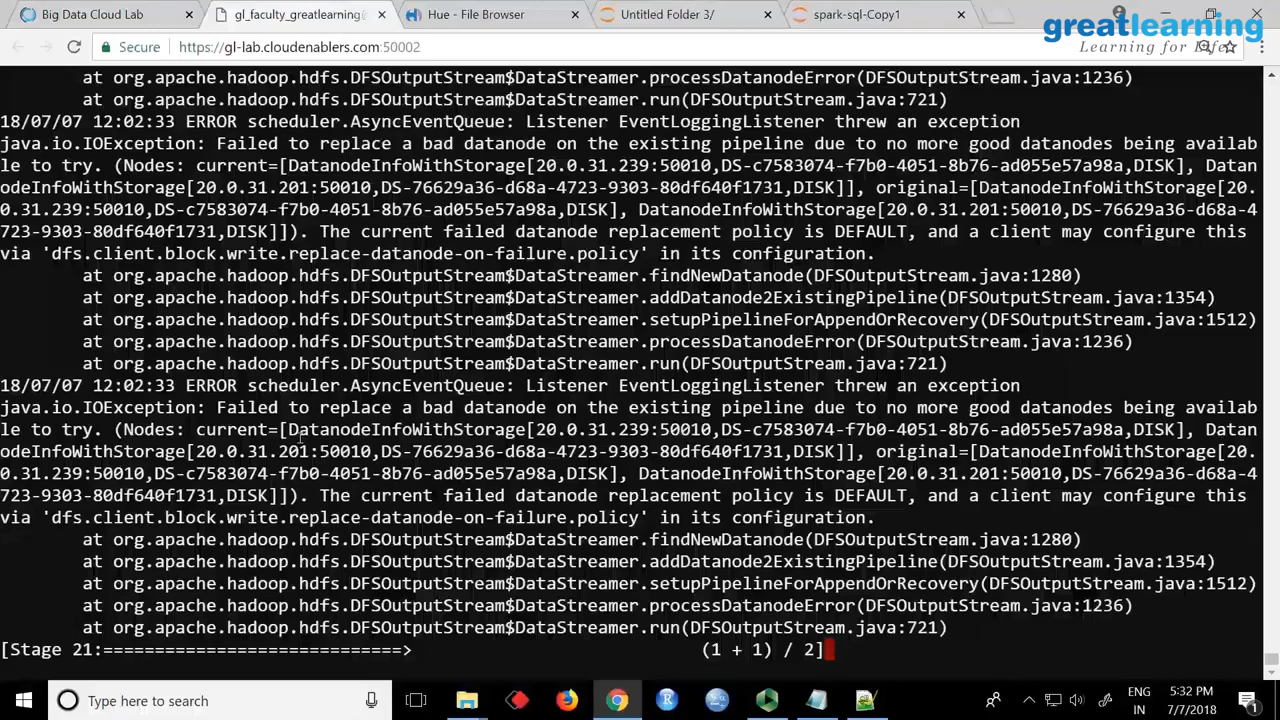 Big Data Cloud Lab
gl_faculty_greatlearning@
Hue - File Browser
Untitled Folder 3/
spark-sql-Copy1
greatlearning
Learning for Life
Secure
https://gl-lab.cloudenablers.com:50002
at org.apache.hadoop.hdfs.DFSOutputStream$DataStreamer.processDatanodeError(DFSOutputStream.java:1236)
at org.apache.hadoop.hdfs.DFSOutputStream$DataStreamer.run(DFSOutputStream.java:721)
18/07/07 12:02:33 ERROR scheduler.AsyncEventQueue: Listener EventLoggingListener threw an exception
java.io.IOException: Failed to replace a bad datanode on the existing pipeline due to no more good datanodes being availab
le to try. (Nodes: current=[DatanodeInfoWithStorage[20.0.31.239:50010,DS-c7583074-f7b0-4051-8b76-ad055e57a98a,DISK], Datan
odeInfoWithStorage[20.0.31.201:50010,DS-76629a36-d68a-4723-9303-80df640f1731,DISK]], original=[DatanodeInfoWithStorage[20.
0.31.239:50010,DS-c7583074-f7b0-4051-8b76-ad055e57a98a,DISK], DatanodeInfoWithStorage[20.0.31.201:50010,DS-76629a36-d68a-4
723-9303-80df640f1731,DISK]]). The current failed datanode replacement policy is DEFAULT, and a client may configure this
via 'dfs.client.block.write.replace-datanode-on-failure.policy' in its configuration.
at org.apache.hadoop.hdfs.DFSOutputStream$DataStreamer.findNewDatanode(DFSOutputStream.java:1280)
at org.apache.hadoop.hdfs.DFSOutputStream$DataStreamer.addDatanode2ExistingPipeline(DFSOutputStream.java:1354)
at org.apache.hadoop.hdfs.DFSOutputStream$DataStreamer.setupPipelineForAppendOrRecovery(DFSOutputStream.java:1512)
at org.apache.hadoop.hdfs.DFSOutputStream$DataStreamer.processDatanodeError(DFSOutputStream.java:1236)
at org.apache.hadoop.hdfs.DFSOutputStream$DataStreamer.run(DFSOutputStream.java:721)
18/07/07 12:02:33 ERROR scheduler.AsyncEventQueue: Listener EventLoggingListener threw an exception
java.io.IOException: Failed to replace a bad datanode on the existing pipeline due to no more good datanodes being availab
le to try. (Nodes: current=[DatanodeInfoWithStorage[20.0.31.239:50010,DS-c7583074-f7b0-4051-8b76-ad055e57a98a,DISK], Datan
odeInfoWithStorage[20.0.31.201:50010,DS-76629a36-d68a-4723-9303-80df640f1731,DISK]], original=[DatanodeInfoWithStorage[20.
0.31.239:50010,DS-c7583074-f7b0-4051-8b76-ad055e57a98a,DISK], DatanodeInfoWithStorage[20.0.31.201:50010,DS-76629a36-d68a-4
723-9303-80df640f1731,DISK]]). The current failed datanode replacement policy is DEFAULT, and a client may configure this
via 'dfs.client.block.write.replace-datanode-on-failure.policy' in its configuration.
at org.apache.hadoop.hdfs.DFSOutputStream$DataStreamer.findNewDatanode(DFSOutputStream.java:1280)
at org.apache.hadoop.hdfs.DFSOutputStream$DataStreamer.addDatanode2ExistingPipeline(DFSOutputStream.java:1354)
at org.apache.hadoop.hdfs.DFSOutputStream$DataStreamer.setupPipelineForAppendOrRecovery(DFSOutputStream.java:1512)
at org.apache.hadoop.hdfs.DFSOutputStream$DataStreamer.processDatanodeError(DFSOutputStream.java:1236)
at org.apache.hadoop.hdfs.DFSOutputStream$DataStreamer.run(DFSOutputStream.java:721)
[Stage 21:=============================> (1 + 1) / 2]
Type here to search
ENG
IN
5:32 PM
7/7/2018
1